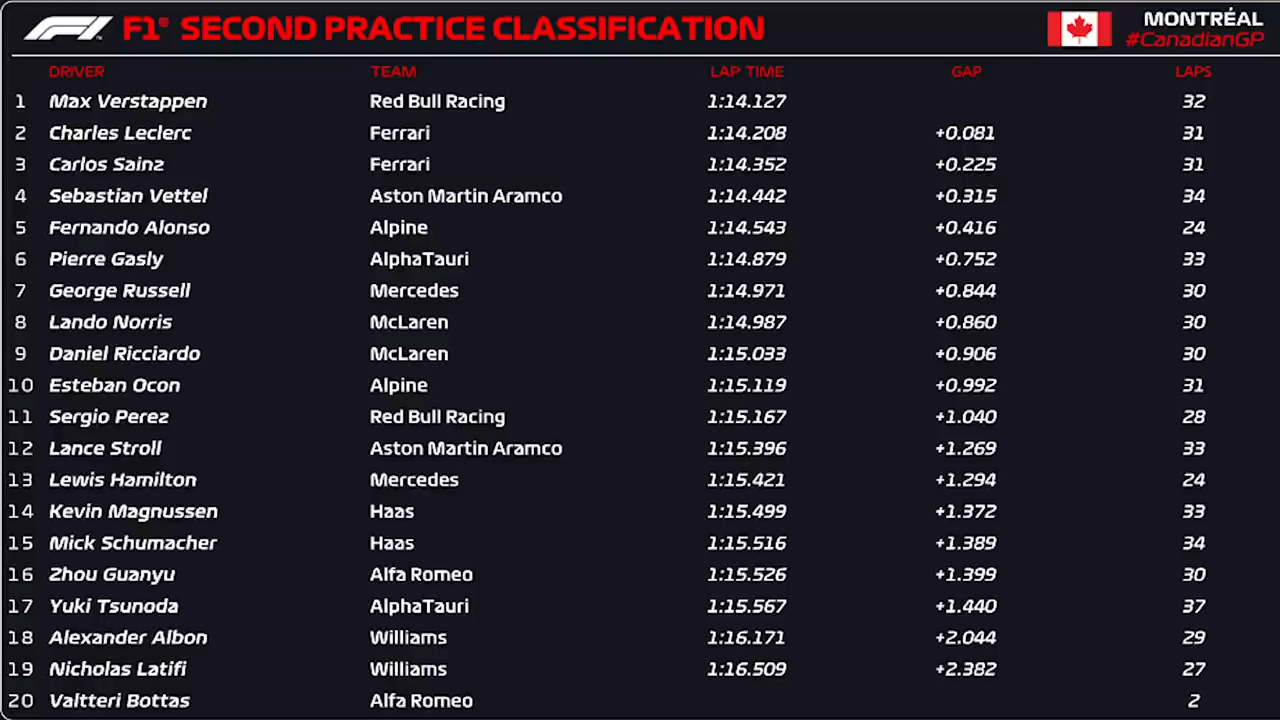 F1 F1® SECOND PRACTICE CLASSIFICATION MONTRÉAL
#CanadianGP
DRIVER TEAM LAP TIME GAP LAPS
1 Max Verstappen Red Bull Racing 1:14.127 32
2 Charles Leclerc Ferrari 1:14.208 +0.081 31
3 Carlos Sainz Ferrari 1:14.352 +0.225 31
4 Sebastian Vettel Aston Martin Aramco 1:14.442 +0.315 34
5 Fernando Alonso Alpine 1:14.543 +0.416 24
6 Pierre Gasly AlphaTauri 1:14.879 +0.752 33
7 George Russell Mercedes 1:14.971 +0.844 30
8 Lando Norris McLaren 1:14.987 +0.860 30
9 Daniel Ricciardo McLaren 1:15.033 +0.906 30
10 Esteban Ocon Alpine 1:15.119 +0.992 31
11 Sergio Perez Red Bull Racing 1:15.167 +1.040 28
12 Lance Stroll Aston Martin Aramco 1:15.396 +1.269 33
13 Lewis Hamilton Mercedes 1:15.421 +1.294 24
14 Kevin Magnussen Haas 1:15.499 +1.372 33
15 Mick Schumacher Haas 1:15.516 +1.389 34
16 Zhou Guanyu Alfa Romeo 1:15.526 +1.399 30
17 Yuki Tsunoda AlphaTauri 1:15.567 +1.440 37
18 Alexander Albon Williams 1:16.171 +2.044 29
19 Nicholas Latifi Williams 1:16.509 +2.382 27
20 Valtteri Bottas Alfa Romeo 2